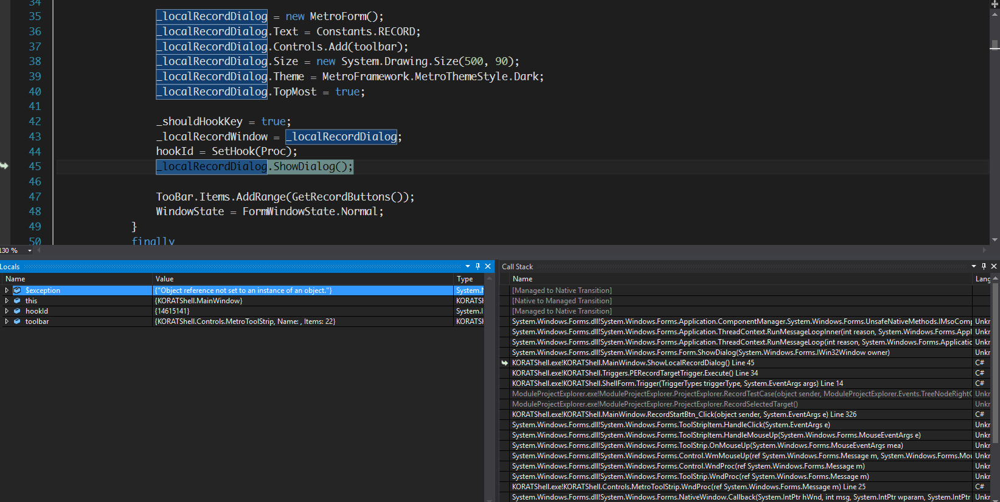 34
35 _localRecordDialog = new MetroForm();
36 _localRecordDialog.Text = Constants.RECORD;
37 _localRecordDialog.Controls.Add(toolbar);
38 _localRecordDialog.Size = new System.Drawing.Size(500, 90);
39 _localRecordDialog.Theme = MetroFramework.MetroThemeStyle.Dark;
40 _localRecordDialog.TopMost = true;
41
42 _shouldHookKey = true;
43 _localRecordWindow = _localRecordDialog;
44 hookId = SetHook(Proc);
45 _localRecordDialog.ShowDialog();
46
47 TooBar.Items.AddRange(GetRecordButtons());
48 WindowState = FormWindowState.Normal;
49 }
50 finally
130 %
Locals
Name Value Type
$exception {"Object reference not set to an instance of an object."} System.N
this {KORATShell.MainWindow} KORATSh
hookId {14615141} System.I
toolbar {KORATShell.Controls.MetroToolStrip, Name: , Items: 22} KORATSh
Call Stack
Name Lang
[Managed to Native Transition]
[Native to Managed Transition]
[Managed to Native Transition]
System.Windows.Forms.dll!System.Windows.Forms.Application.ComponentManager.System.Windows.Forms.UnsafeNativeMethods.IMsoComp Unkr
System.Windows.Forms.dll!System.Windows.Forms.Application.ThreadContext.RunMessageLoopInner(int reason, System.Windows.Forms.Appl Unkr
System.Windows.Forms.dll!System.Windows.Forms.Application.ThreadContext.RunMessageLoop(int reason, System.Windows.Forms.Applicatio Unkr
System.Windows.Forms.dll!System.Windows.Forms.Form.ShowDialog(System.Windows.Forms.IWin32Window owner) Unkr
KORATShell.exe!KORATShell.MainWindow.ShowLocalRecordDialog() Line 45 C#
KORATShell.exe!KORATShell.Triggers.PERecordTargetTrigger.Execute() Line 34 C#
KORATShell.exe!KORATShell.ShellForm.Trigger(TriggerTypes triggerType, System.EventArgs args) Line 14 C#
ModuleProjectExplorer.exe!ModuleProjectExplorer.ProjectExplorer.RecordTestCase(object sender, ModuleProjectExplorer.Events.TreeNodeRightC Unkr
ModuleProjectExplorer.exe!ModuleProjectExplorer.ProjectExplorer.RecordSelectedTarget() Unkr
KORATShell.exe!KORATShell.MainWindow.RecordStartBtn_Click(object sender, System.EventArgs e) Line 326 C#
System.Windows.Forms.dll!System.Windows.Forms.ToolStripItem.HandleClick(System.EventArgs e) Unkr
System.Windows.Forms.dll!System.Windows.Forms.ToolStripItem.HandleMouseUp(System.Windows.Forms.MouseEventArgs e) Unkr
System.Windows.Forms.dll!System.Windows.Forms.ToolStrip.OnMouseUp(System.Windows.Forms.MouseEventArgs mea) Unkr
System.Windows.Forms.dll!System.Windows.Forms.Control.WmMouseUp(ref System.Windows.Forms.Message m, System.Windows.Forms.Mou Unkr
System.Windows.Forms.dll!System.Windows.Forms.Control.WndProc(ref System.Windows.Forms.Message m) Unkr
System.Windows.Forms.dll!System.Windows.Forms.ToolStrip.WndProc(ref System.Windows.Forms.Message m) Unkr
KORATShell.exe!KORATShell.Controls.MetroToolStrip.WndProc(ref System.Windows.Forms.Message m) Line 25 C#
System.Windows.Forms.dll!System.Windows.Forms.NativeWindow.Callback(System.IntPtr hWnd, int msg, System.IntPtr wparam, System.IntPtr Unkr